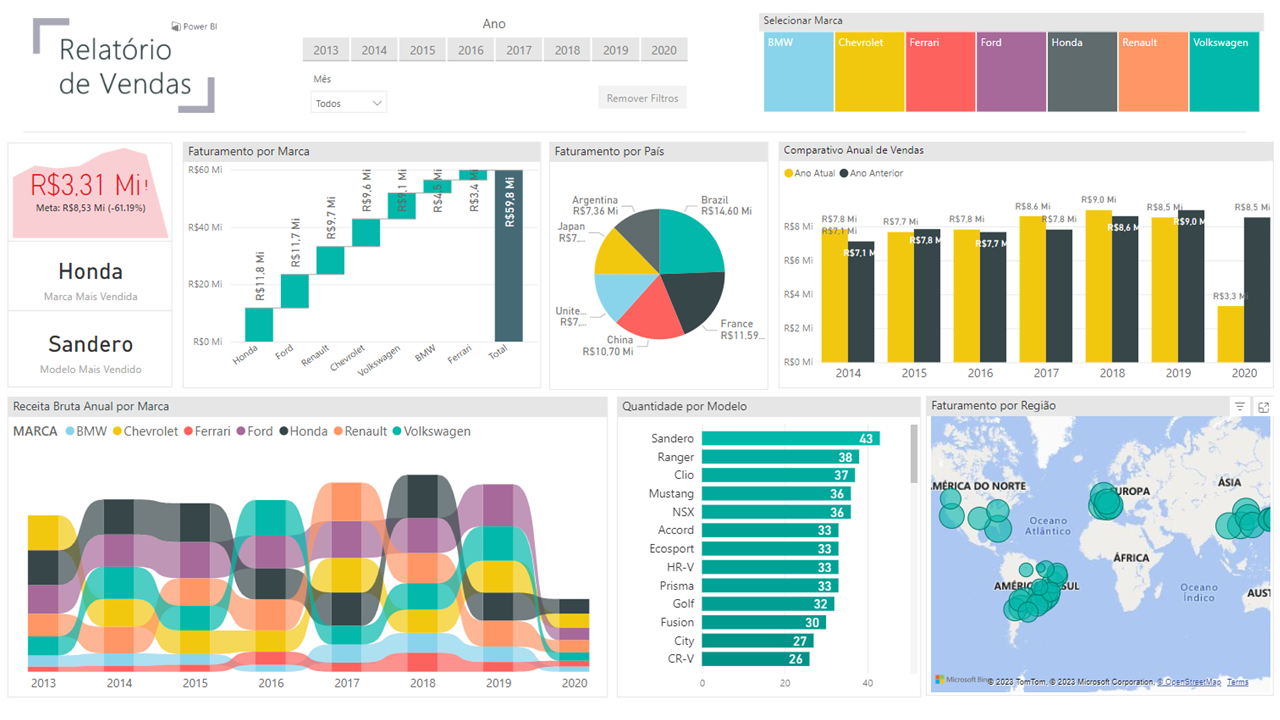 Power BI
Relatório
de Vendas
Ano
2013 2014 2015 2016 2017 2018 2019 2020
Mês
Todos
Remover Filtros
Selecionar Marca
BMW Chevrolet Ferrari Ford Honda Renault Volkswagen
R$3,31 Mi!
Meta: R$8,53 Mi (-61.19%)
Honda
Marca Mais Vendida
Sandero
Modelo Mais Vendido
Faturamento por Marca
R$60 Mi
R$40 Mi
R$20 Mi
R$0 Mi
R$11,8 Mi
R$11,7 Mi
R$9,7 Mi
R$9,6 Mi
R$9,1 Mi
R$4,5 Mi
R$3,4 Mi
R$59,8 Mi
Honda Ford Renault Chevrolet Volkswagen BMW Ferrari Total
Faturamento por País
Argentina
R$7,36 Mi
Brazil
R$14,60 Mi
Japan
R$7,...
Unite...
R$7,...
China
R$10,70 Mi
France
R$11,59...
Comparativo Anual de Vendas
Ano Atual Ano Anterior
R$8 Mi
R$6 Mi
R$4 Mi
R$2 Mi
R$0 Mi
R$7,8 Mi R$7,7 Mi R$7,8 Mi R$8,6 Mi R$9,0 Mi R$8,5 Mi R$3,3 Mi
R$7,1 Mi R$7,8 Mi R$8,5 Mi
R$7,1 M R$7,8 M R$7,7 M R$8,6 M R$9,0 M
2014 2015 2016 2017 2018 2019 2020
Receita Bruta Anual por Marca
MARCA BMW Chevrolet Ferrari Ford Honda Renault Volkswagen
2013 2014 2015 2016 2017 2018 2019 2020
Quantidade por Modelo
Sandero 43
Ranger 38
Clio 37
Mustang 36
NSX 36
Accord 33
Ecosport 33
HR-V 33
Prisma 33
Golf 32
Fusion 30
City 27
CR-V 26
0 20 40
Faturamento por Região
AMÉRICA DO NORTE
EUROPA
ÁSIA
Oceano
Atlântico
ÁFRICA
SUL
Oceano
Índico
AUST
Microsoft Bing
© 2023 TomTom, © 2023 Microsoft Corporation, © OpenStreetMap Terms